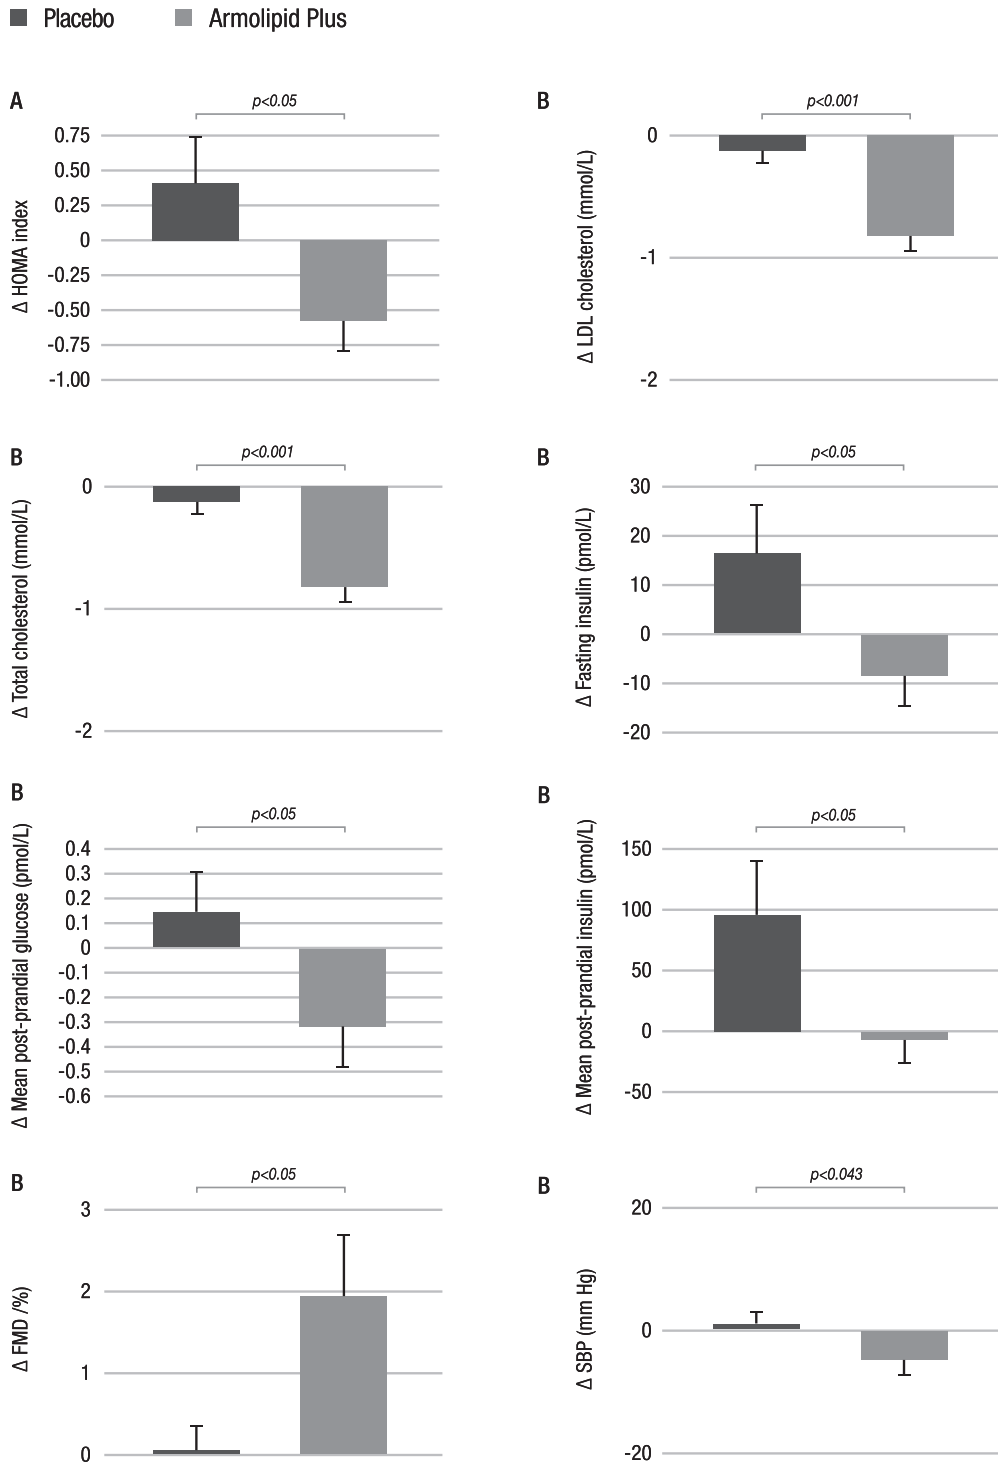 Placebo Armolipid Plus
A
p<0.05
0.75
0.50
0.25
0
-0.25
-0.50
-0.75
-1.00
Δ HOMA index
B
p<0.001
0
-1
-2
Δ LDL cholesterol (mmol/L)
B
p<0.001
0
-1
-2
Δ Total cholesterol (mmol/L)
B
p<0.05
30
20
10
0
-10
-20
Δ Fasting insulin (pmol/L)
B
p<0.05
0.4
0.3
0.2
0.1
0
-0.1
-0.2
-0.3
-0.4
-0.5
-0.6
Δ Mean post-prandial glucose (pmol/L)
B
p<0.05
150
100
50
0
-50
Δ Mean post-prandial insulin (pmol/L)
B
p<0.05
3
2
1
0
Δ FMD /%)
B
p<0.043
20
0
-20
Δ SBP (mm Hg)